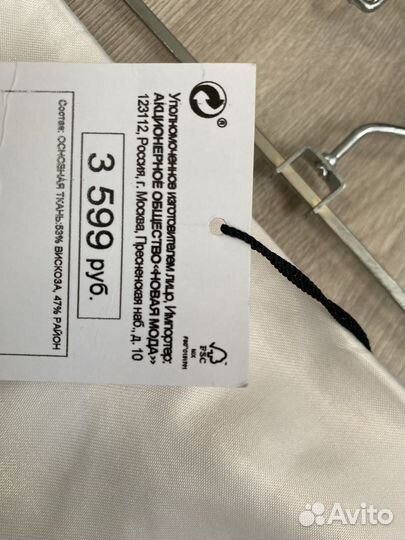 Уполномоченное изготовителем лицо, Импортер:
АКЦИОНЕРНОЕ ОБЩЕСТВО«НОВАЯ МОДА»
123112, Россия, г. Москва, Пресненская наб., д. 10
3 599 руб.
Состав: ОСНОВНАЯ ТКАНЬ:53% ВИСКОЗА, 47% РАЙОН
FSC
MIX
Avito